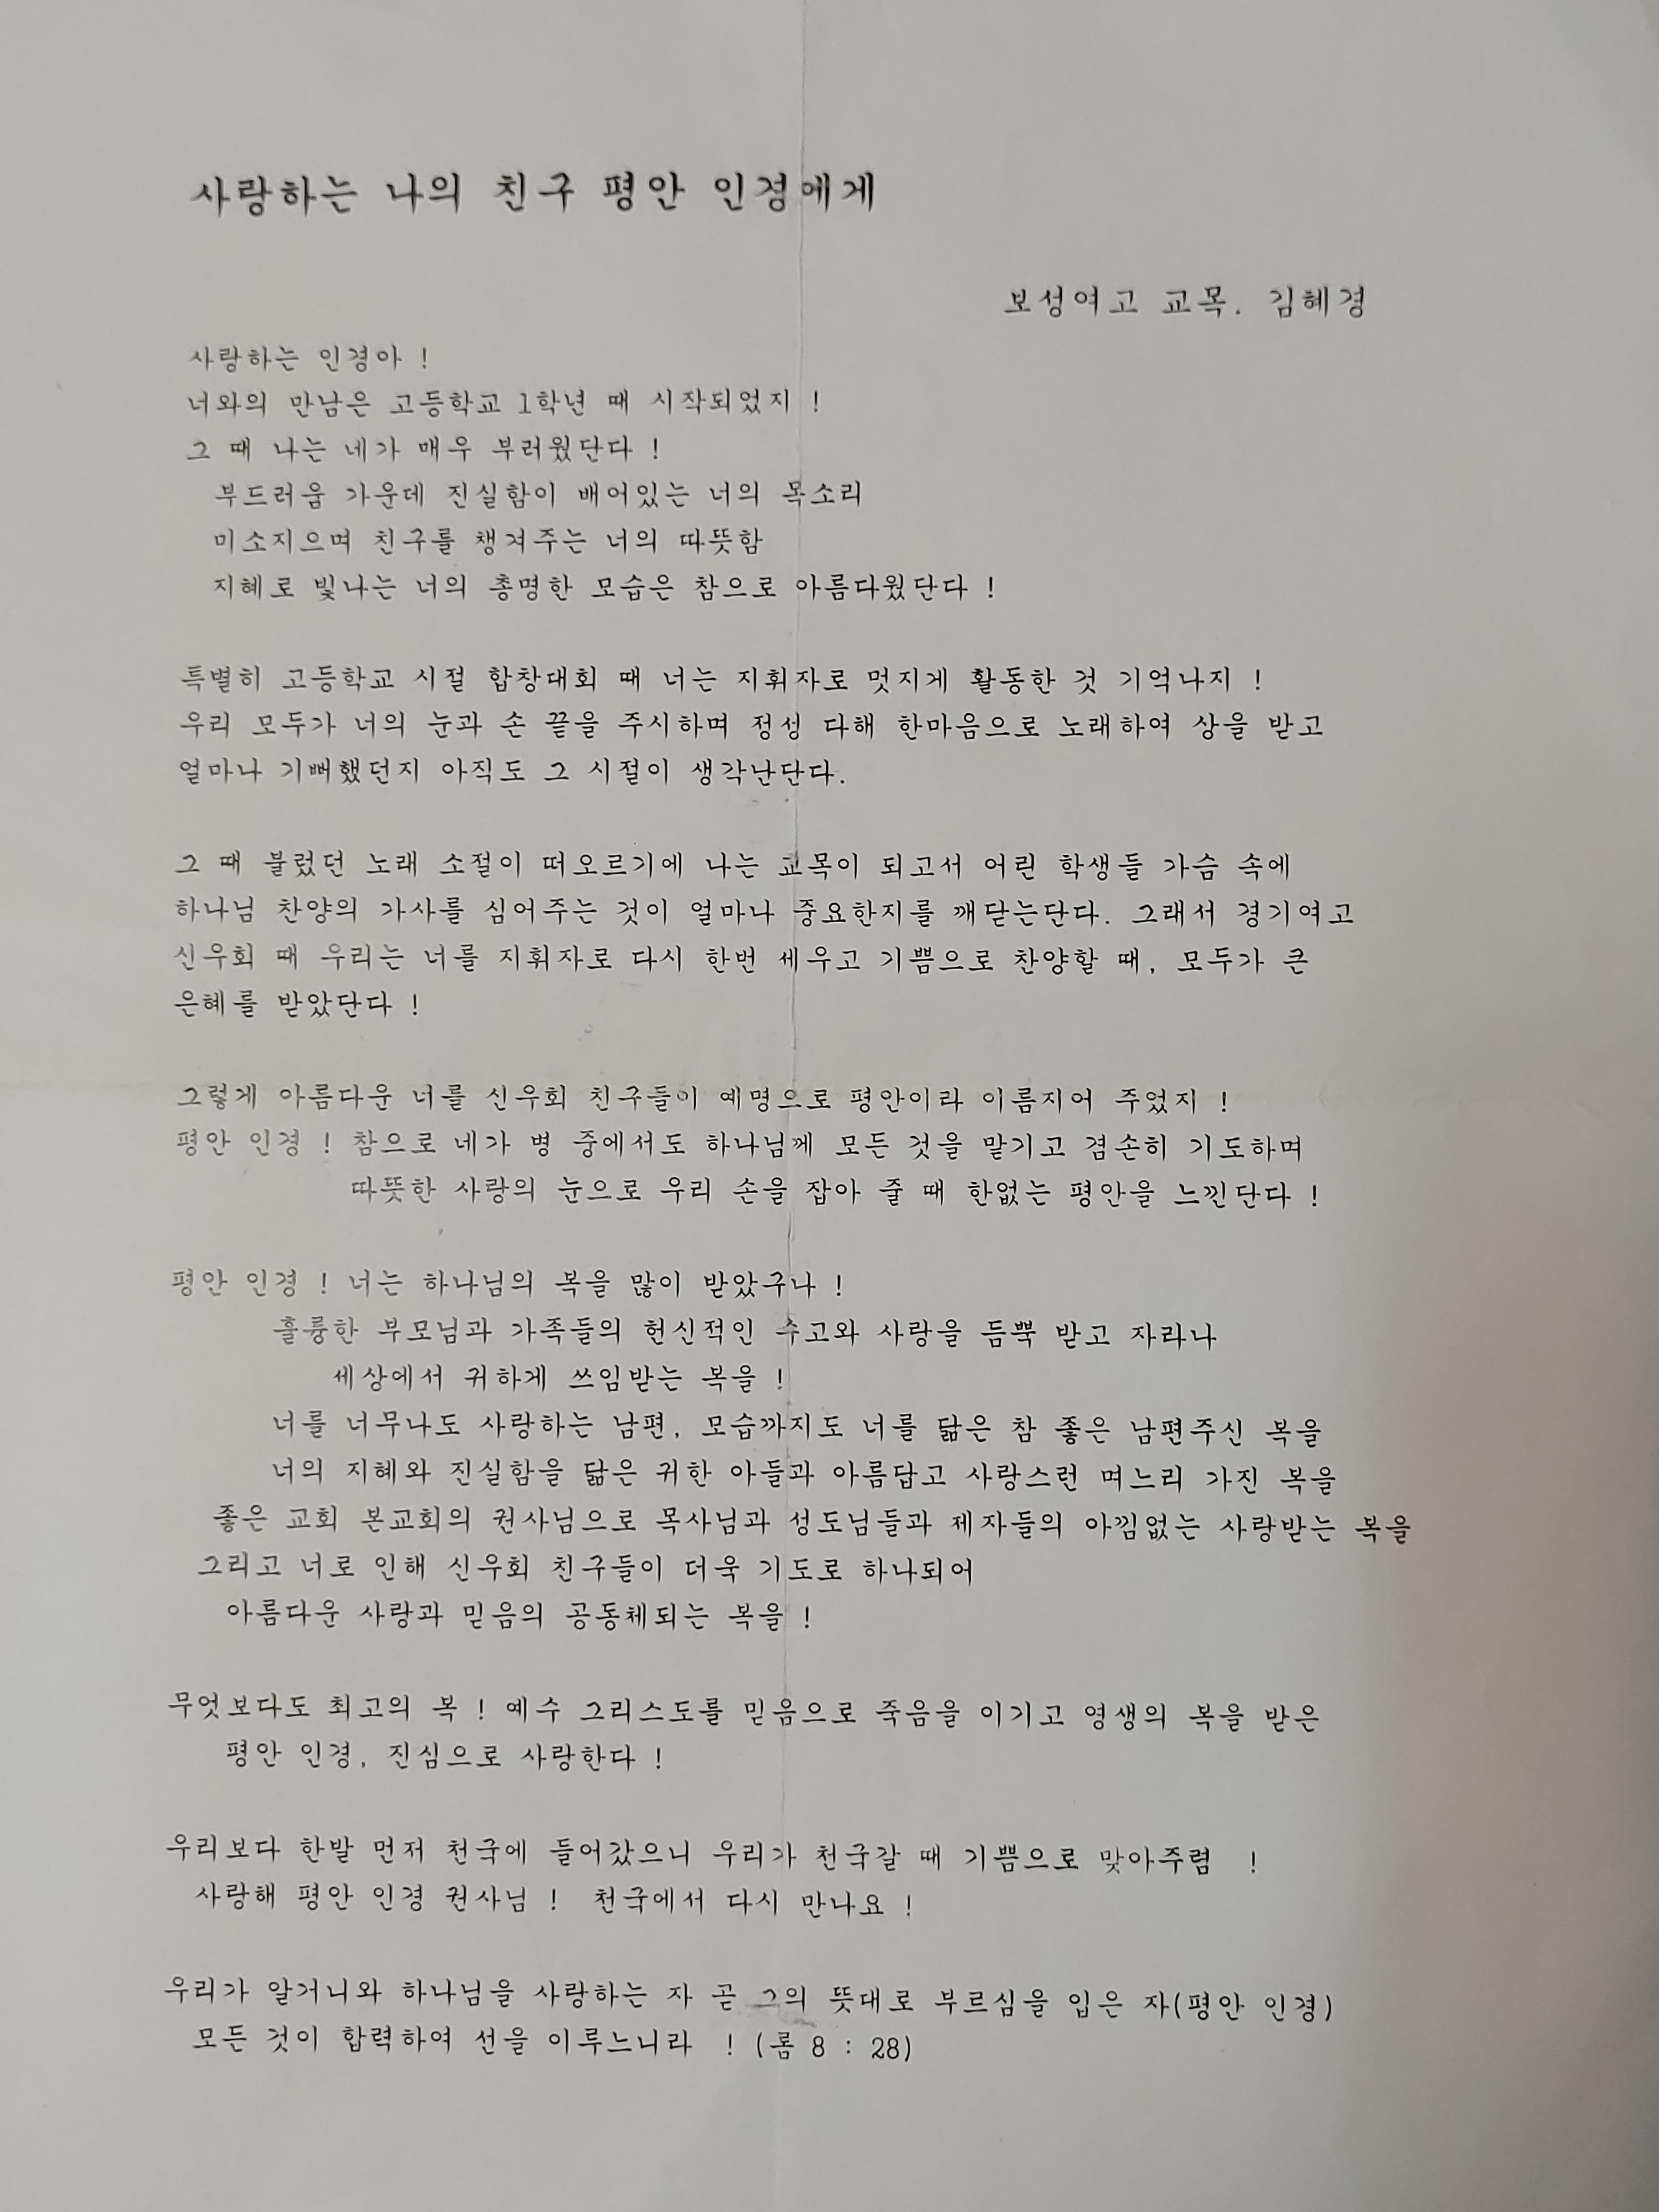 사랑하는 나의 친구 평안 인경에게
보성여고 교목. 김혜경
사랑하는 인경아 !
너와의 만남은 고등학교 1학년 때 시작되었지 !
그 때 나는 네가 매우 부러웠단다 !
부드러움 가운데 진실함이 배어있는 너의 목소리
미소지으며 친구를 챙겨주는 너의 따뜻함
지혜로 빛나는 너의 총명한 모습은 참으로 아름다웠단다 !
특별히 고등학교 시절 합창대회 때 너는 지휘자로 멋지게 활동한 것 기억나지 !
우리 모두가 너의 눈과 손 끝을 주시하며 정성 다해 한마음으로 노래하여 상을 받고
얼마나 기뻐했던지 아직도 그 시절이 생각난단다.
그 때 불렀던 노래 소절이 떠오르기에 나는 교목이 되고서 어린 학생들 가슴 속에
하나님 찬양의 가사를 심어주는 것이 얼마나 중요한지를 깨닫는단다. 그래서 경기여고
신우회 때 우리는 너를 지휘자로 다시 한번 세우고 기쁨으로 찬양할 때, 모두가 큰
은혜를 받았단다 !
그렇게 아름다운 너를 신우회 친구들이 예명으로 평안이라 이름지어 주었지 !
평안 인경 ! 참으로 네가 병 중에서도 하나님께 모든 것을 맡기고 겸손히 기도하며
따뜻한 사랑의 눈으로 우리 손을 잡아 줄 때 한없는 평안을 느낀단다 !
평안 인경 ! 너는 하나님의 복을 많이 받았구나 !
훌륭한 부모님과 가족들의 헌신적인 수고와 사랑을 듬뿍 받고 자라나
세상에서 귀하게 쓰임받는 복을 !
너를 너무나도 사랑하는 남편, 모습까지도 너를 닮은 참 좋은 남편주신 복을
너의 지혜와 진실함을 닮은 귀한 아들과 아름답고 사랑스런 며느리 가진 복을
좋은 교회 본교회의 권사님으로 목사님과 성도님들과 제자들의 아낌없는 사랑받는 복을
그리고 너로 인해 신우회 친구들이 더욱 기도로 하나되어
아름다운 사랑과 믿음의 공동체되는 복을 !
무엇보다도 최고의 복 ! 예수 그리스도를 믿음으로 죽음을 이기고 영생의 복을 받은
평안 인경, 진심으로 사랑한다 !
우리보다 한발 먼저 천국에 들어갔으니 우리가 천국갈 때 기쁨으로 맞아주렴 !
사랑해 평안 인경 권사님 ! 천국에서 다시 만나요 !
우리가 알거니와 하나님을 사랑하는 자 곧 그의 뜻대로 부르심을 입은 자(평안 인경)
모든 것이 합력하여 선을 이루느니라 ! (롬 8 : 28)